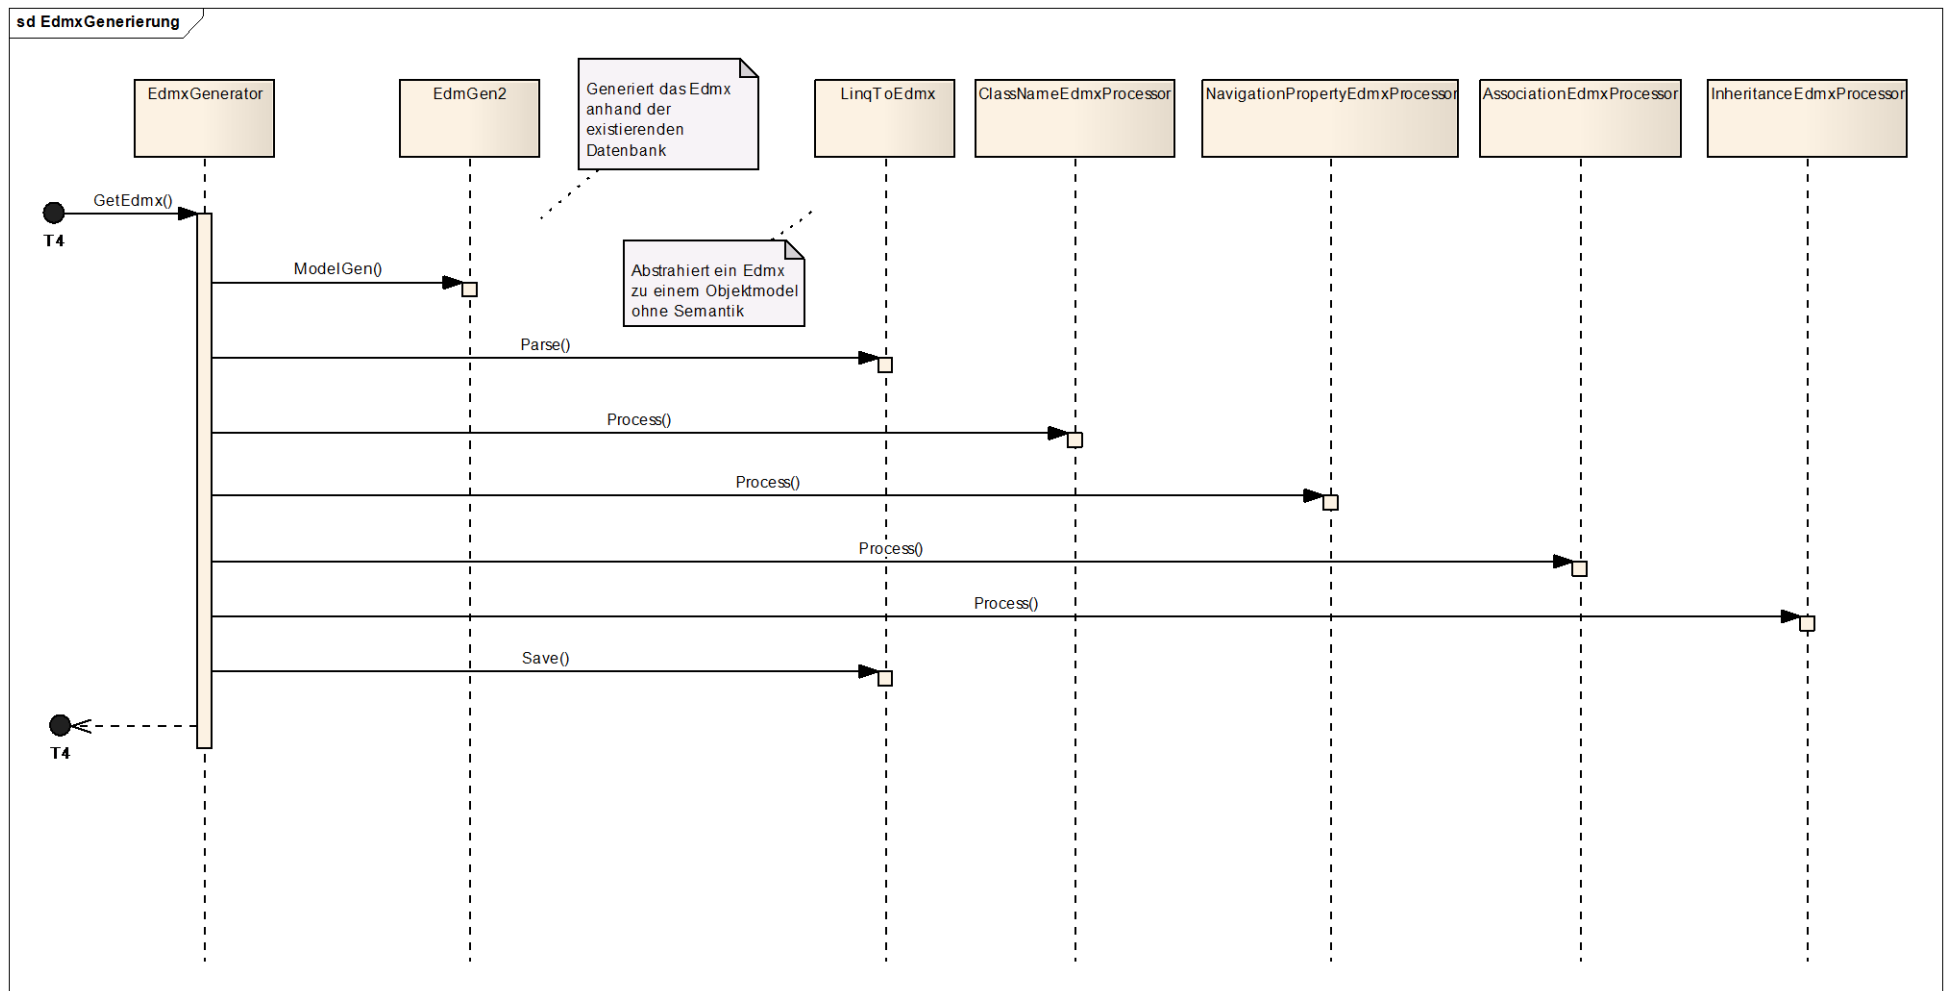 sd EdmxGenerierung
EdmxGenerator
EdmGen2
Generiert das Edmx
anhand der
existierenden
Datenbank
LinqToEdmx
ClassNameEdmxProcessor
NavigationPropertyEdmxProcessor
AssociationEdmxProcessor
InheritanceEdmxProcessor
GetEdmx()
T4
Abstrahiert ein Edmx
zu einem Objektmodel
ohne Semantik
ModelGen()
Parse()
Process()
Process()
Process()
Process()
Save()
T4